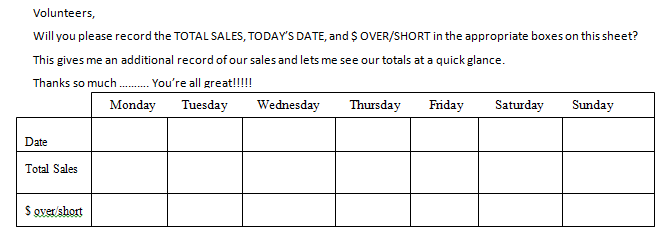 Volunteers,
Will you please record the TOTAL SALES, TODAY'S DATE, and $ OVER/SHORT in the appropriate boxes on this sheet?
This gives me an additional record of our sales and lets me see our totals at a quick glance.
Thanks so much .......... You're all great!!!!!
Monday Tuesday Wednesday Thursday Friday Saturday Sunday
Date
Total Sales
$ over/short